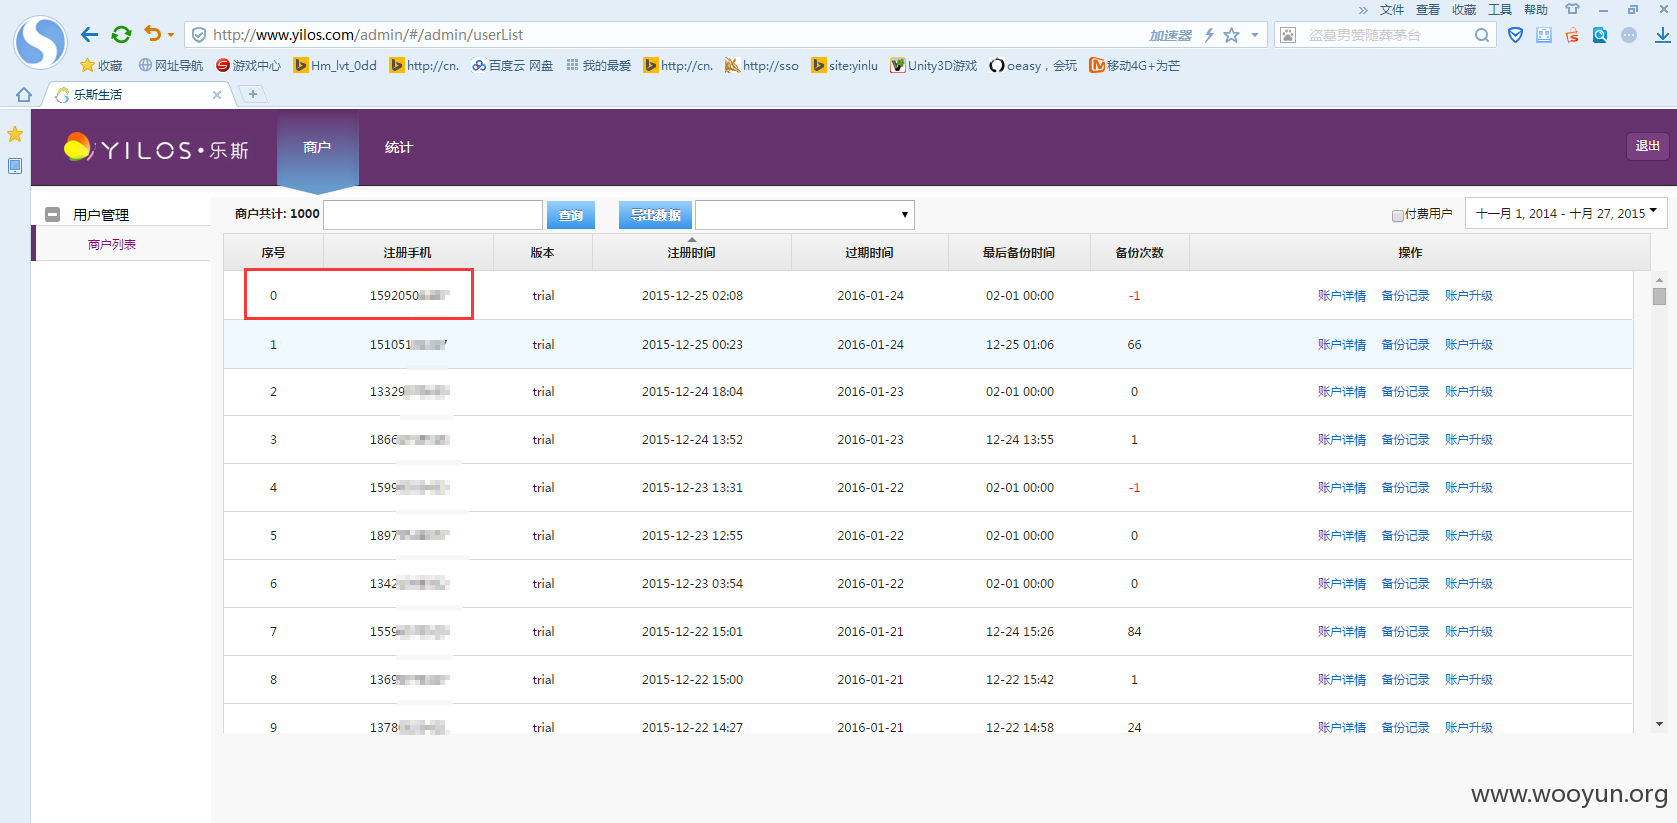 » 文件 查看 收藏 工具 帮助
http://www.yilos.com/admin/#/admin/userList 加速器 盗墓男赞随葬茅台
收藏 网址导航 游戏中心 Hm_lvt_0dd http://cn. 百度云 网盘 我的最爱 http://cn. http://sso site:yinlu Unity3D游戏 oeasy，会玩 移动4G+为芒
乐斯生活
YILOS·乐斯 商户 统计 退出
用户管理
商户列表
商户共计: 1000 查询 导出数据 付费用户 十一月 1, 2014 - 十月 27, 2015
序号 注册手机 版本 注册时间 过期时间 最后备份时间 备份次数 操作
0 1592050 trial 2015-12-25 02:08 2016-01-24 02-01 00:00 -1 账户详情 备份记录 账户升级
1 151051 7 trial 2015-12-25 00:23 2016-01-24 12-25 01:06 66 账户详情 备份记录 账户升级
2 13329 trial 2015-12-24 18:04 2016-01-23 02-01 00:00 0 账户详情 备份记录 账户升级
3 1866 trial 2015-12-24 13:52 2016-01-23 12-24 13:55 1 账户详情 备份记录 账户升级
4 1599 trial 2015-12-23 13:31 2016-01-22 02-01 00:00 -1 账户详情 备份记录 账户升级
5 1897 trial 2015-12-23 12:55 2016-01-22 02-01 00:00 0 账户详情 备份记录 账户升级
6 1342 trial 2015-12-23 03:54 2016-01-22 02-01 00:00 0 账户详情 备份记录 账户升级
7 1559 trial 2015-12-22 15:01 2016-01-21 12-24 15:26 84 账户详情 备份记录 账户升级
8 1369 trial 2015-12-22 15:00 2016-01-21 12-22 15:42 1 账户详情 备份记录 账户升级
9 1378 trial 2015-12-22 14:27 2016-01-21 12-22 14:58 24 账户详情 备份记录 账户升级
www.wooyun.org